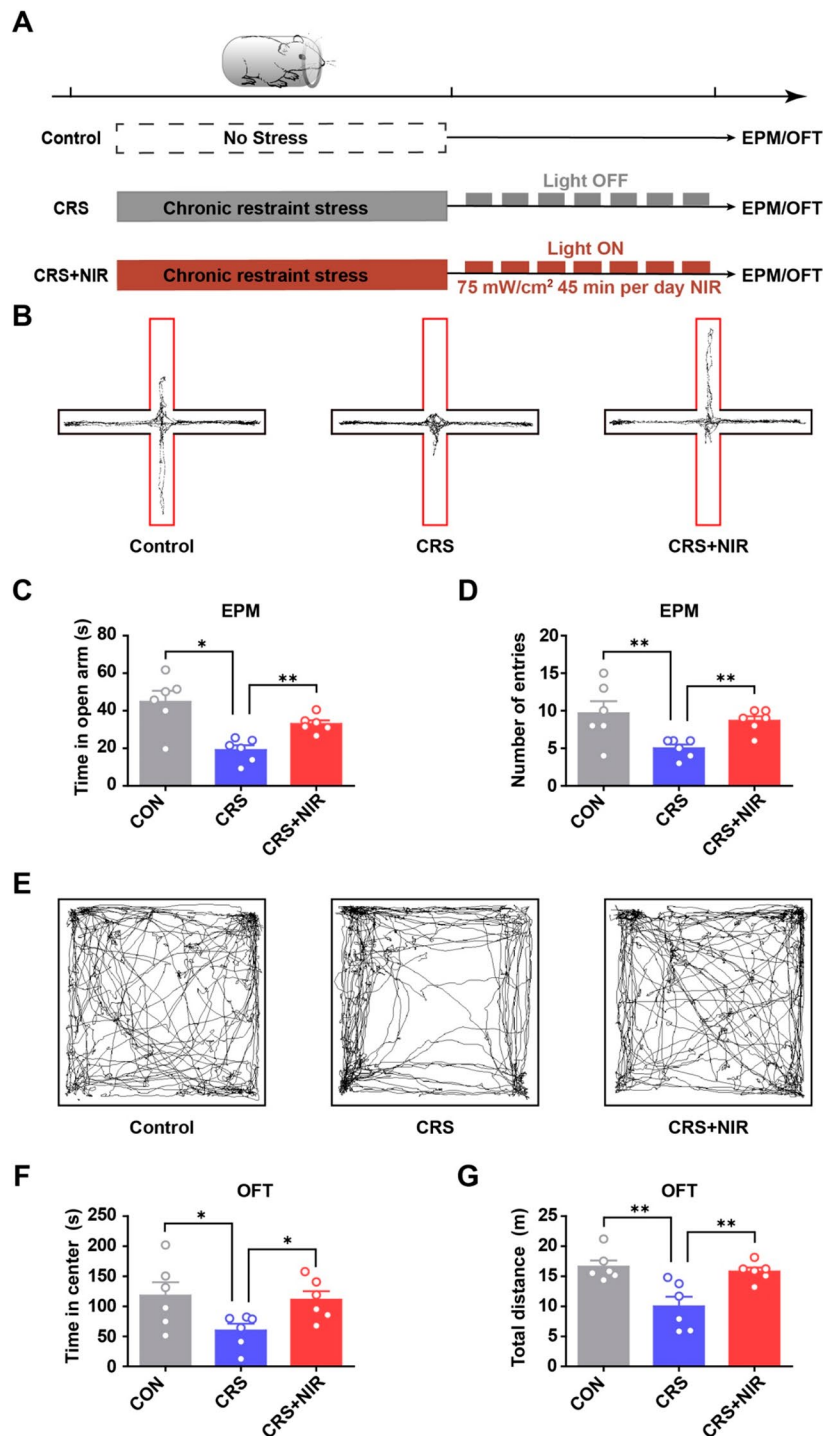 A
Control
No Stress
EPM/OFT
Light OFF
CRS
Chronic restraint stress
EPM/OFT
Light ON
CRS+NIR
Chronic restraint stress
EPM/OFT
75 mW/cm² 45 min per day NIR
B
Control
CRS
CRS+NIR
C
EPM
Time in open arm (s)
80
60
40
20
0
*
**
CON
CRS
CRS+NIR
D
EPM
Number of entries
20
15
10
5
0
**
**
CON
CRS
CRS+NIR
E
Control
CRS
CRS+NIR
F
OFT
Time in center (s)
250
200
150
100
50
0
*
*
CON
CRS
CRS+NIR
G
OFT
Total distance (m)
25
20
15
10
5
0
**
**
CON
CRS
CRS+NIR